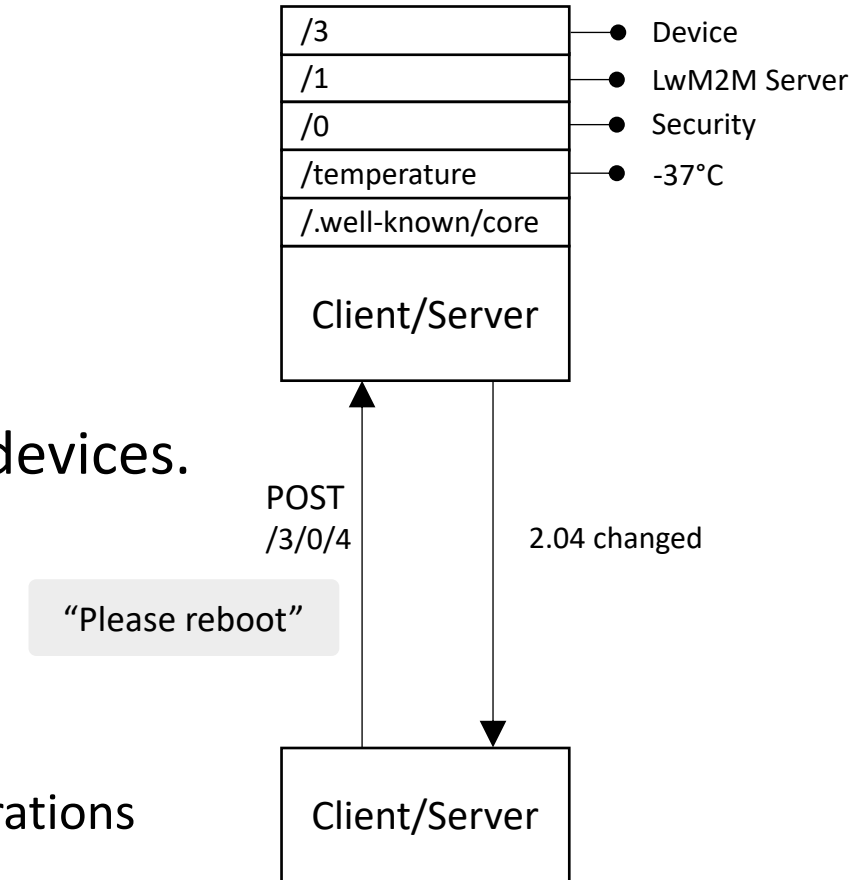 /3
Device
/1
LwM2M Server
/0
Security
/temperature
-37°C
/.well-known/core
Client/Server
devices.
POST
/3/0/4
2.04 changed
“Please reboot”
rations
Client/Server